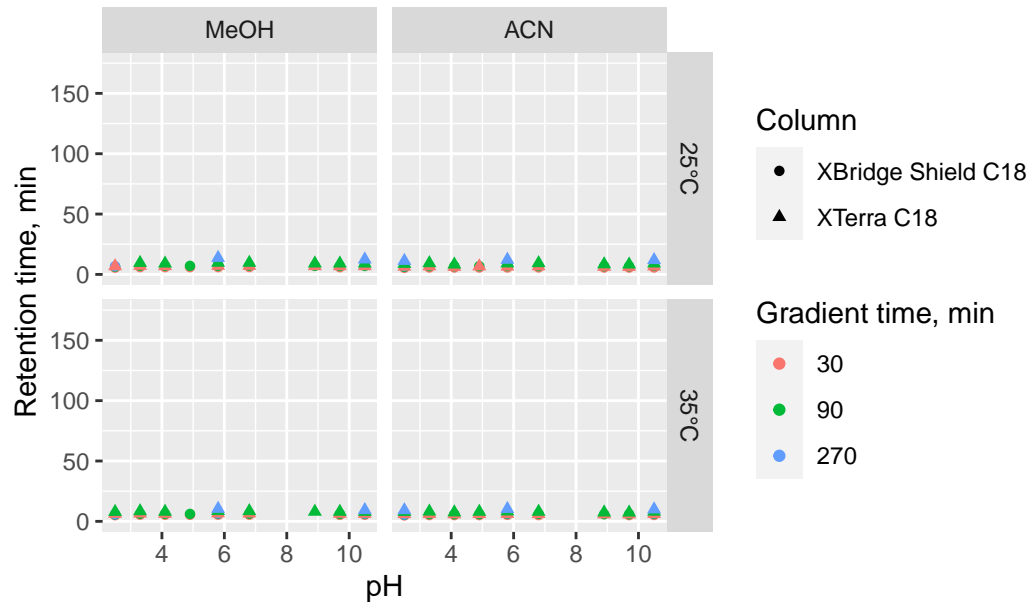 MeOH
ACN
150
100
50
0
25°C
150
100
50
0
35°C
4
6
8
10
4
6
8
10
pH
Retention time, min
Column
XBridge Shield C18
XTerra C18
Gradient time, min
30
90
270